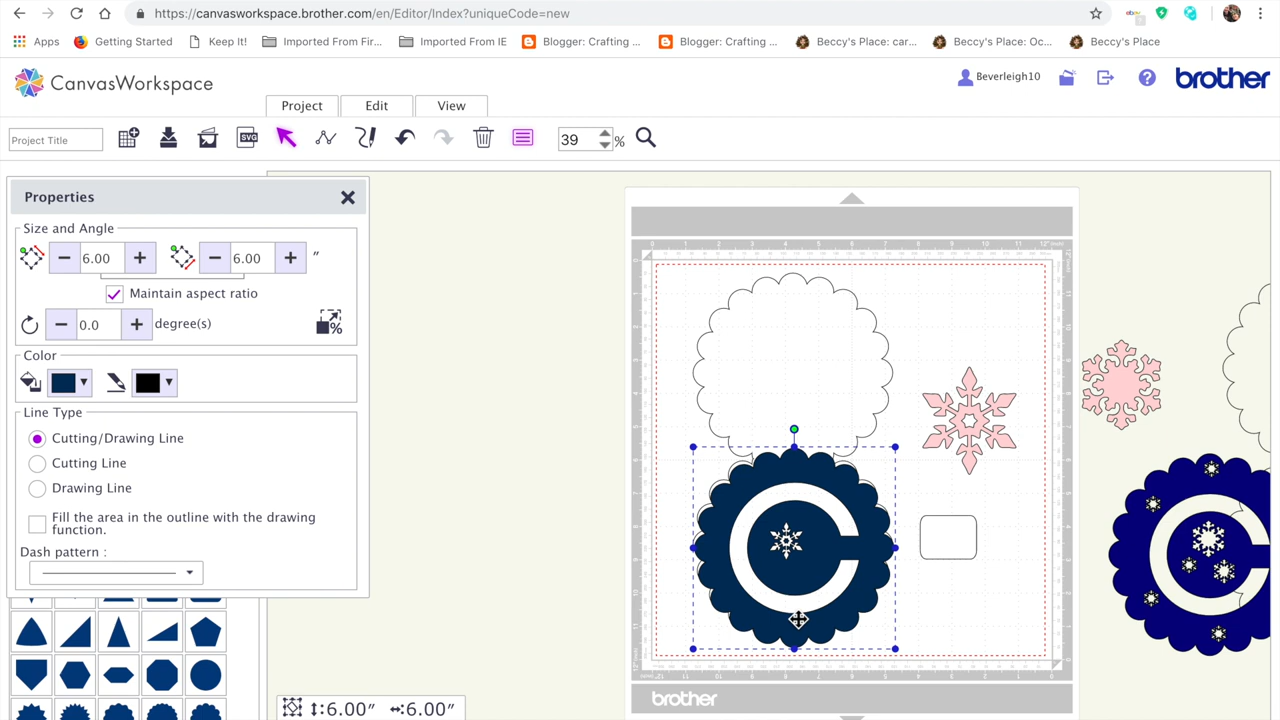 https://canvasworkspace.brother.com/en/Editor/Index?uniqueCode=new
Apps Getting Started Keep It! Imported From Fir... Imported From IE Blogger: Crafting ... Blogger: Crafting ... Beccy's Place: car... Beccy's Place: Oc... Beccy's Place
CanvasWorkspace
Beverleigh10
brother
Project Edit View
Project Title
SVG
39 %
Properties
Size and Angle
6.00 6.00 "
Maintain aspect ratio
0.0 degree(s)
%
Color
Line Type
Cutting/Drawing Line
Cutting Line
Drawing Line
Fill the area in the outline with the drawing
function.
Dash pattern :
6.00" 6.00"
brother